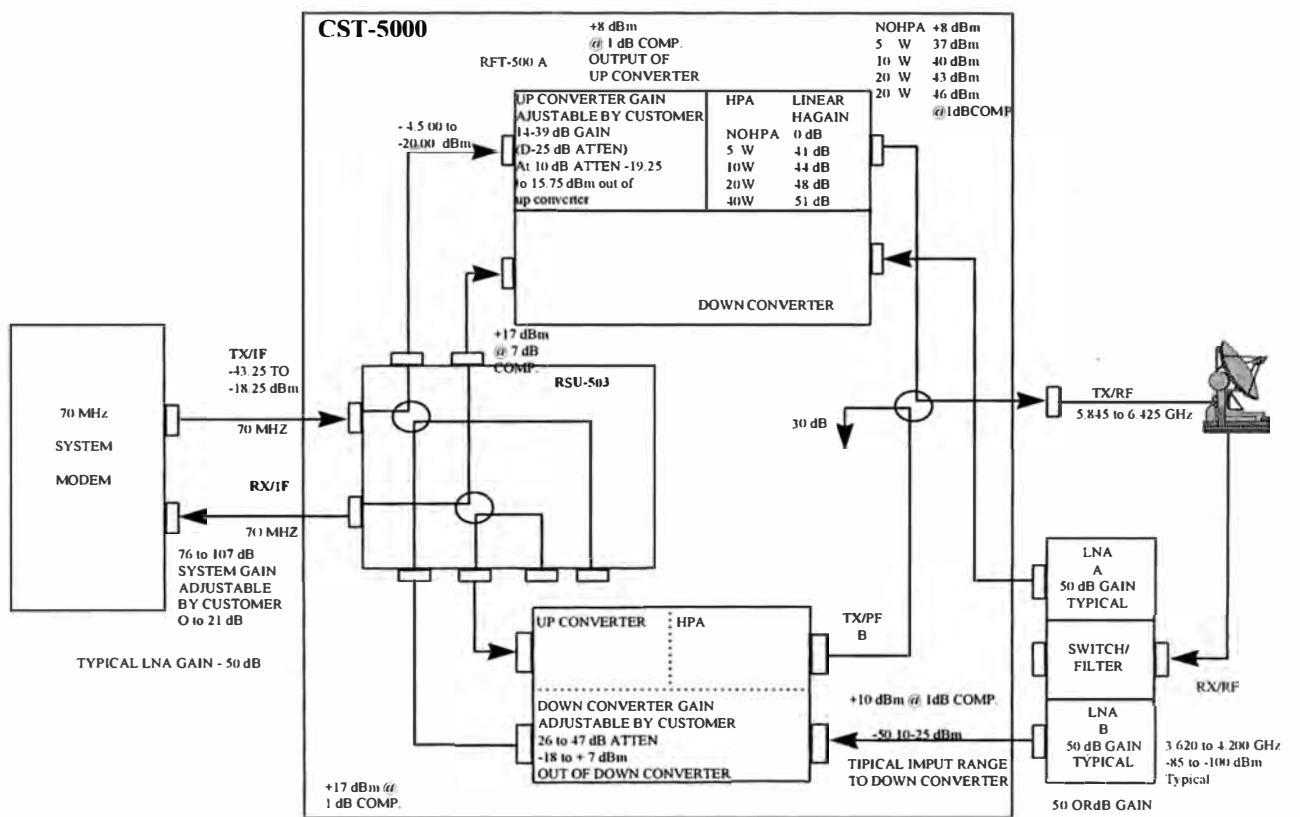 CST-5000
+8 dBm
@ 1 dB COMP.
OUTPUT OF
UP CONVERTER
RFT-500 A
NOHPA +8 dBm
5 W 37 dBm
10 W 40 dBm
20 W 43 dBm
20 W 46 dBm
@1dBCOMP
- 4.5 00 to
-20.00 dBm
UP CONVERTER GAIN
AJUSTABLE BY CUSTOMER
14-39 dB GAIN
(D-25 dB ATTEN)
At 10 dB ATTEN -19.25
to 15.75 dBm out of
up converter
HPA LINEAR
HAGAIN
NOHPA 0 dB
5 W 41 dB
10W 44 dB
20W 48 dB
40W 51 dB
DOWN CONVERTER
+17 dBm
@ 7 dB
COMP.
RSU-503
TX/IF
-43.25 TO
-18.25 dBm
70 MHZ
70 MHz
SYSTEM
MODEM
RX/IF
70 MHZ
76 to 107 dB
SYSTEM GAIN
ADJUSTABLE
BY CUSTOMER
O to 21 dB
TYPICAL LNA GAIN - 50 dB
30 dB
TX/RF
5.845 to 6.425 GHz
LNA
A
50 dB GAIN
TYPICAL
SWITCH/
FILTER
RX/RF
LNA
B
50 dB GAIN
TYPICAL
3.620 to 4.200 GHz
-85 to -100 dBm
Typical
50 ORdB GAIN
UP CONVERTER
HPA
TX/PF
B
DOWN CONVERTER GAIN
ADJUSTABLE BY CUSTOMER
26 to 47 dB ATTEN
-18 to + 7 dBm
OUT OF DOWN CONVERTER
+10 dBm @ 1dB COMP.
-50 10-25 dBm
TIPICAL IMPUT RANGE
TO DOWN CONVERTER
+17 dBm @
1 dB COMP.